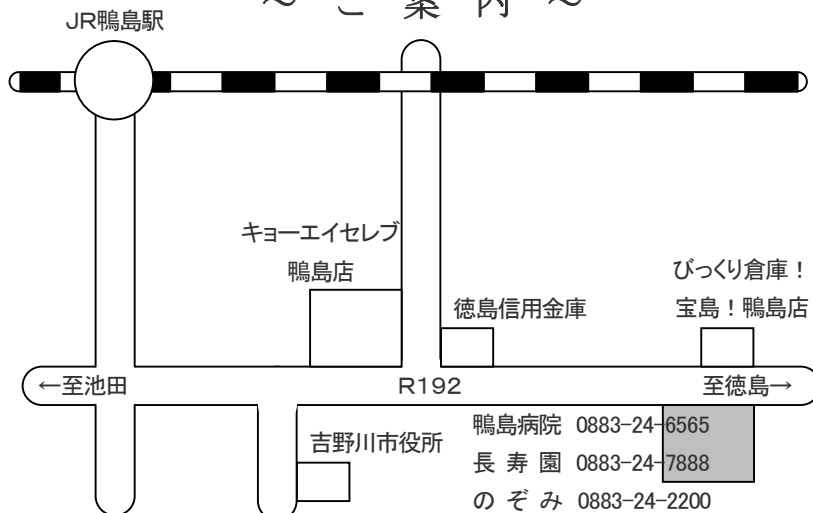 ～ ご 案 内 ～
JR鴨島駅
キョーエイセレブ
鴨島店
徳島信用金庫
びっくり倉庫！
宝島！鴨島店
←至池田
R192
至徳島→
吉野川市役所
鴨島病院 0883-24-6565
長 寿 園 0883-24-7888
の ぞ み 0883-24-2200